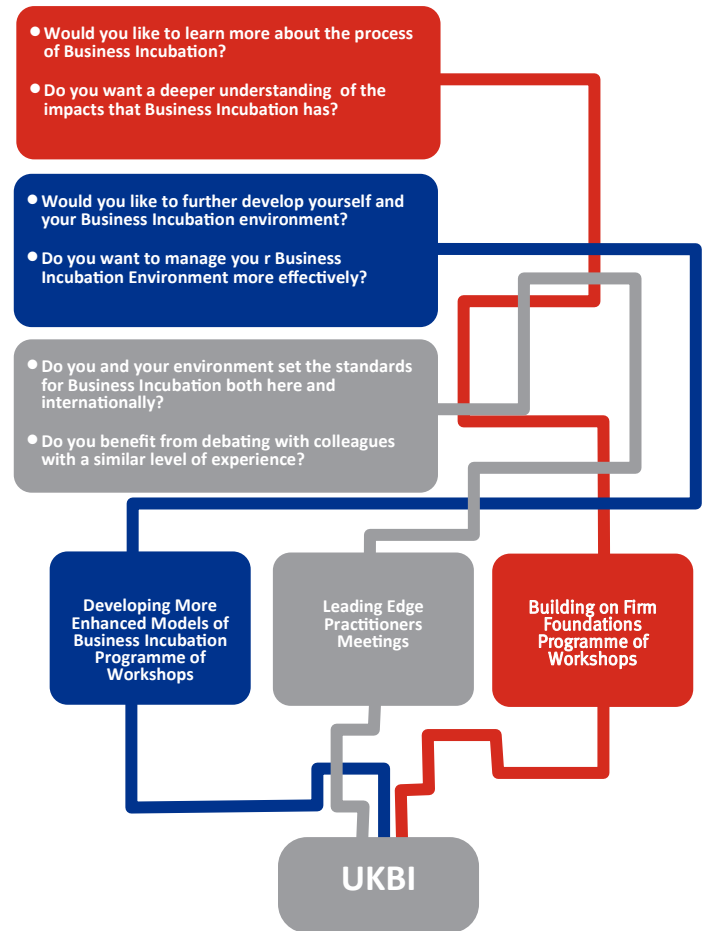 • Would you like to learn more about the process
of Business Incubation?
• Do you want a deeper understanding of the
impacts that Business Incubation has?
• Would you like to further develop yourself and
your Business Incubation environment?
• Do you want to manage you r Business
Incubation Environment more effectively?
• Do you and your environment set the standards
for Business Incubation both here and
internationally?
• Do you benefit from debating with colleagues
with a similar level of experience?
Developing More
Enhanced Models of
Business Incubation
Programme of
Workshops
Leading Edge
Practitioners
Meetings
Building on Firm
Foundations
Programme of
Workshops
UKBI